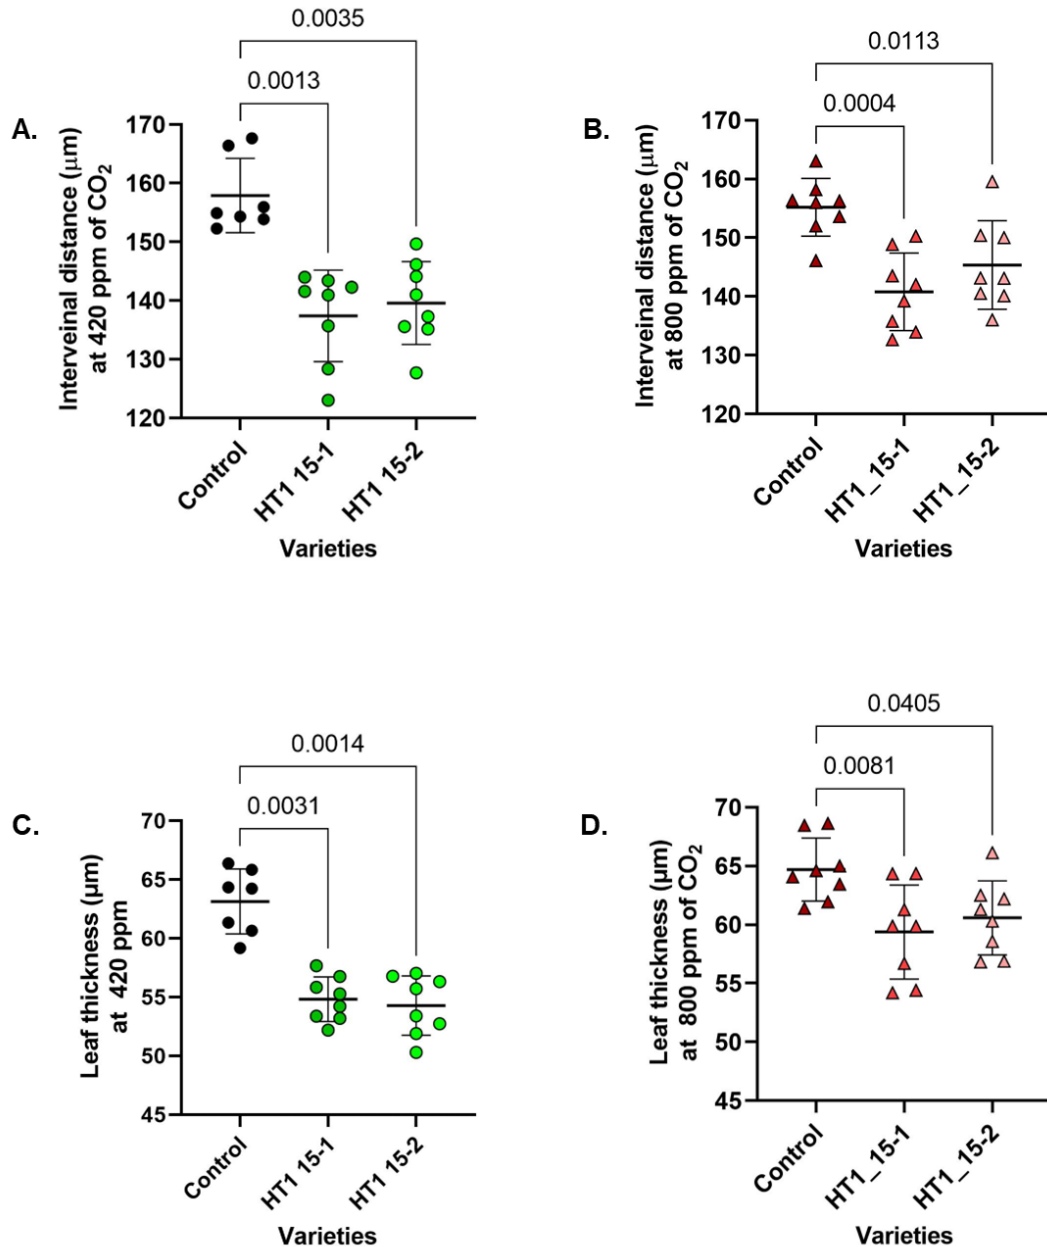 A.
0.0035
0.0013
Interveinal distance (μm)
at 420 ppm of CO2
170
160
150
140
130
120
Control
HT1 15-1
HT1 15-2
Varieties
B.
0.0113
0.0004
Interveinal distance (μm)
at 800 ppm of CO2
170
160
150
140
130
120
Control
HT1_15-1
HT1_15-2
Varieties
C.
0.0014
0.0031
Leaf thickness (μm)
at 420 ppm
70
65
60
55
50
45
Control
HT1 15-1
HT1 15-2
Varieties
D.
0.0405
0.0081
Leaf thickness (μm)
at 800 ppm of CO2
70
65
60
55
50
45
Control
HT1_15-1
HT1_15-2
Varieties